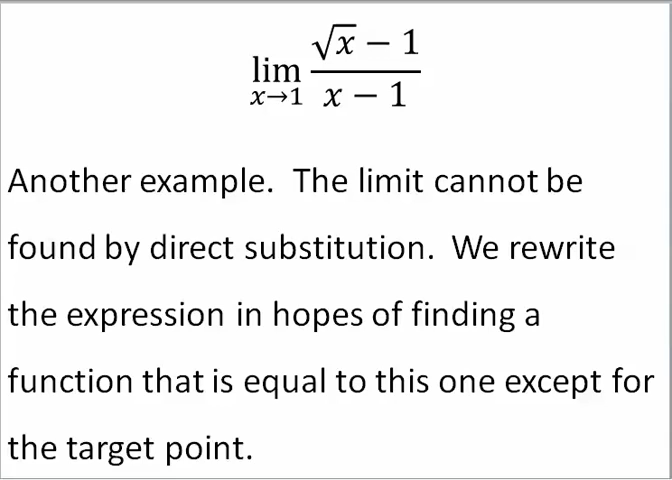 lim x→1 (√x − 1)/(x − 1)
Another example. The limit cannot be
found by direct substitution. We rewrite
the expression in hopes of finding a
function that is equal to this one except for
the target point.